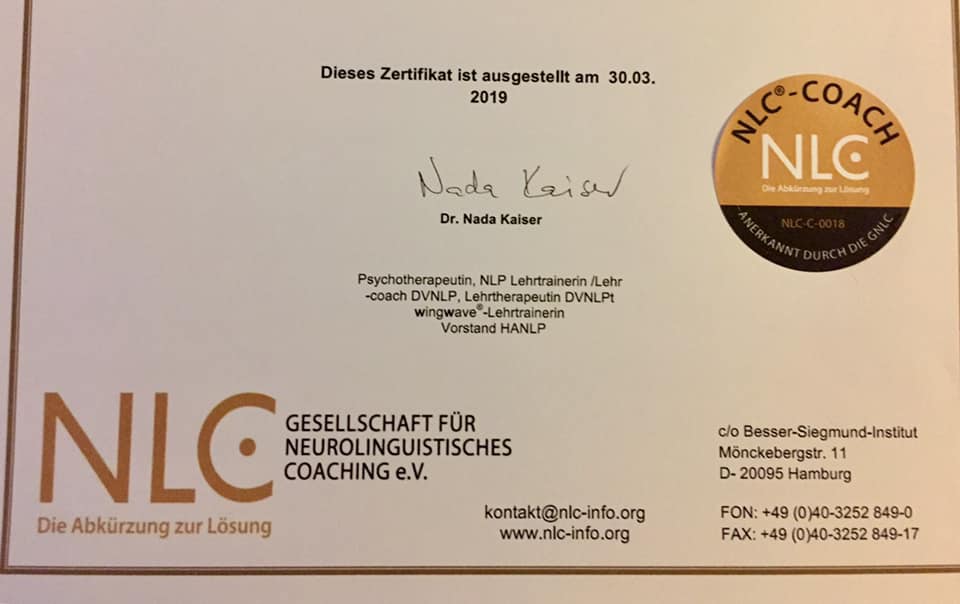 Dieses Zertifikat ist ausgestellt am 30.03.
2019
NLC®-COACH
NLC
Die Abkürzung zur Lösung
NLC-C-0018
-ANERKANNT DURCH DIE GNLC
Nada Kaiser
Dr. Nada Kaiser
Psychotherapeutin, NLP Lehrtrainerin /Lehr
-coach DVNLP, Lehrtherapeutin DVNLPt
wingwave®-Lehrtrainerin
Vorstand HANLP
NLC
Die Abkürzung zur Lösung
GESELLSCHAFT FÜR
NEUROLINGUISTISCHES
COACHING e.V.
kontakt@nlc-info.org
www.nlc-info.org
c/o Besser-Siegmund-Institut
Mönckebergstr. 11
D- 20095 Hamburg
FON: +49 (0)40-3252 849-0
FAX: +49 (0)40-3252 849-17